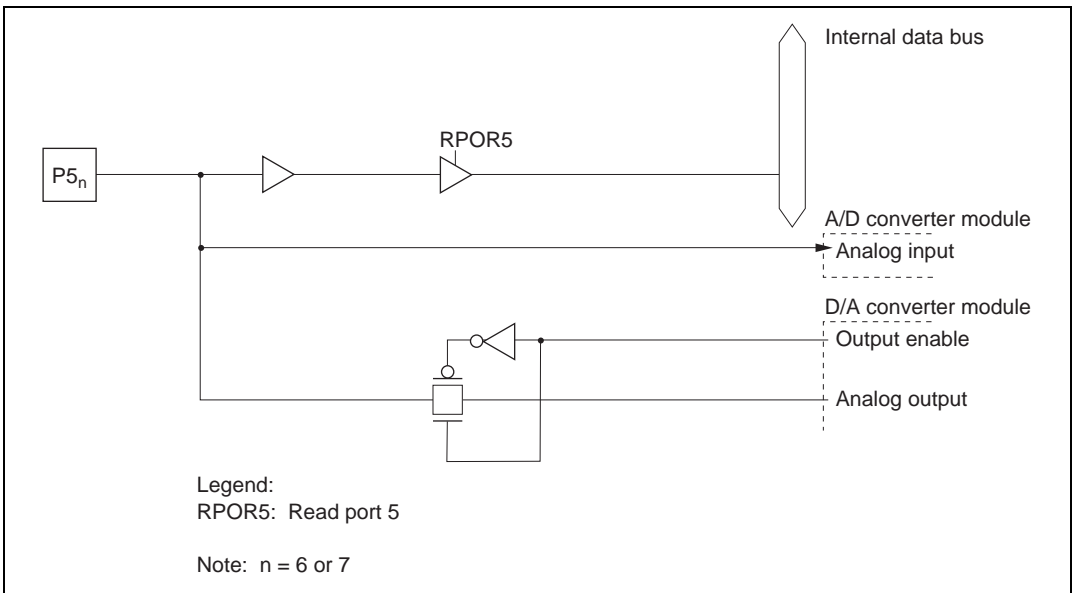 Internal data bus
RPOR5
P5n
A/D converter module
Analog input
D/A converter module
Output enable
Analog output
Legend:
RPOR5: Read port 5
Note: n = 6 or 7